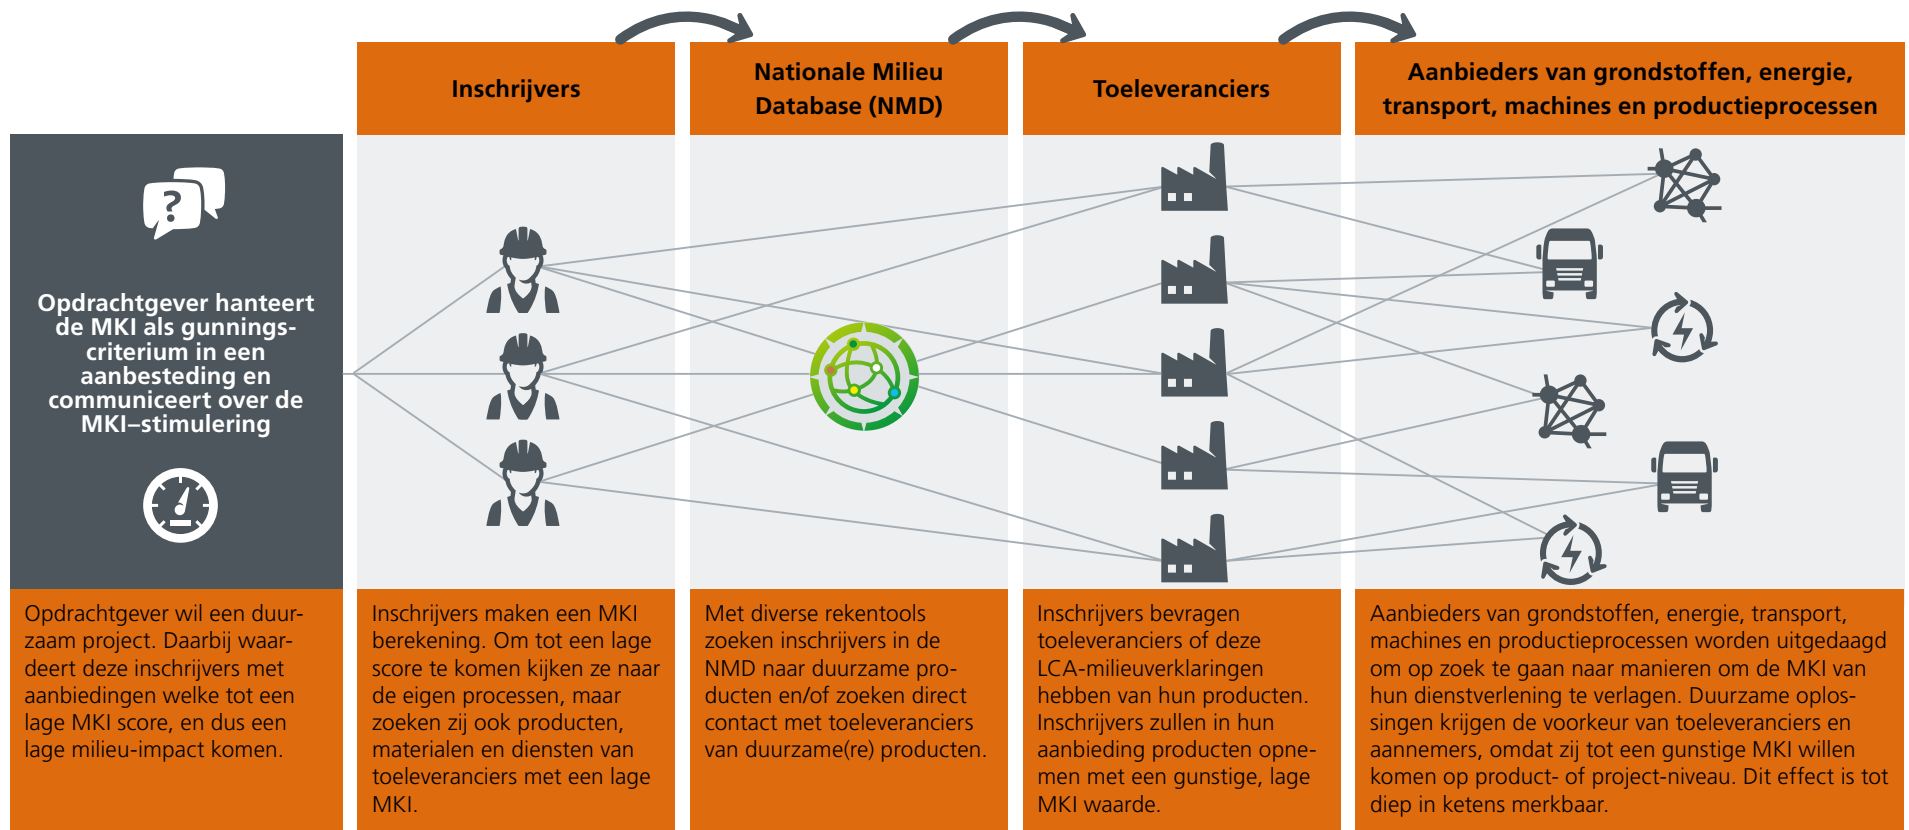 Inschrijvers
Nationale Milieu
Database (NMD)
Toeleveranciers
Aanbieders van grondstoffen, energie,
transport, machines en productieprocessen
?
Opdrachtgever hanteert
de MKI als gunnings-
criterium in een
aanbesteding en
communiceert over de
MKI–stimulering
Opdrachtgever wil een duur-
zaam project. Daarbij waar-
deert deze inschrijvers met
aanbiedingen welke tot een
lage MKI score, en dus een
lage milieu-impact komen.
Inschrijvers maken een MKI
berekening. Om tot een lage
score te komen kijken ze naar
de eigen processen, maar
zoeken zij ook producten,
materialen en diensten van
toeleveranciers met een lage
MKI.
Met diverse rekentools
zoeken inschrijvers in de
NMD naar duurzame pro-
ducten en/of zoeken direct
contact met toeleveranciers
van duurzame(re) producten.
Inschrijvers bevragen
toeleveranciers of deze
LCA-milieuverklaringen
hebben van hun producten.
Inschrijvers zullen in hun
aanbieding producten opne-
men met een gunstige, lage
MKI waarde.
Aanbieders van grondstoffen, energie, transport,
machines en productieprocessen worden uitgedaagd
om op zoek te gaan naar manieren om de MKI van
hun dienstverlening te verlagen. Duurzame oplos-
singen krijgen de voorkeur van toeleveranciers en
aannemers, omdat zij tot een gunstige MKI willen
komen op product- of project-niveau. Dit effect is tot
diep in ketens merkbaar.